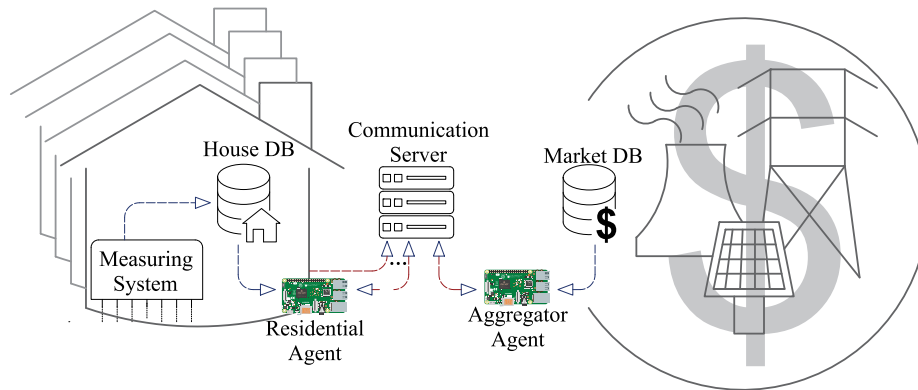 Communication
Server
House DB
Market DB
$
$
Measuring
System
...
Residential
Agent
Aggregator
Agent